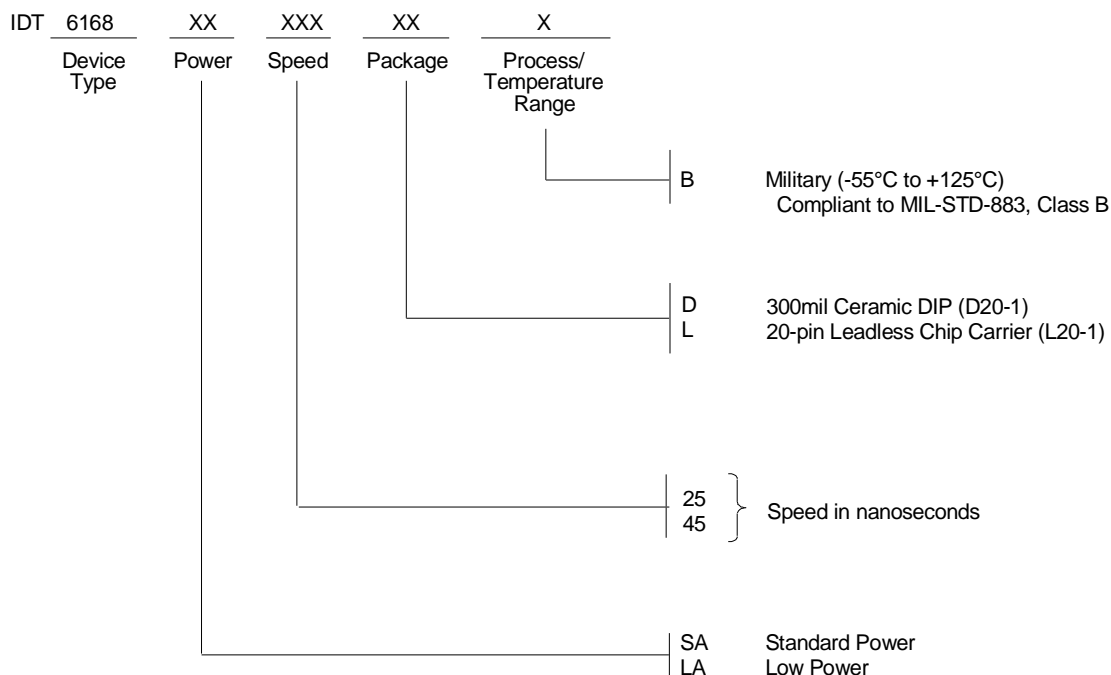 IDT 6168 XX XXX XX X
Device Type
Power
Speed
Package
Process/
Temperature
Range
B Military (-55°C to +125°C)
Compliant to MIL-STD-883, Class B
D 300mil Ceramic DIP (D20-1)
L 20-pin Leadless Chip Carrier (L20-1)
25
45
Speed in nanoseconds
SA Standard Power
LA Low Power